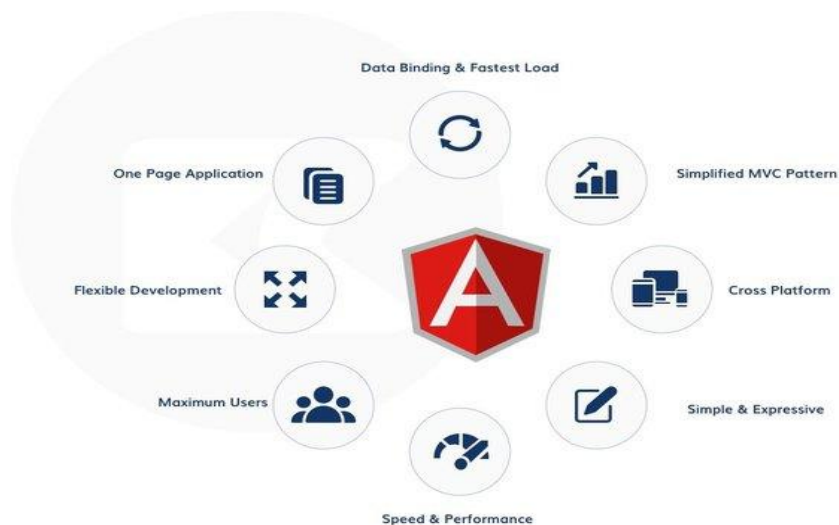 Data Binding & Fastest Load
One Page Application
Simplified MVC Pattern
Flexible Development
Cross Platform
Maximum Users
Simple & Expressive
Speed & Performance
A